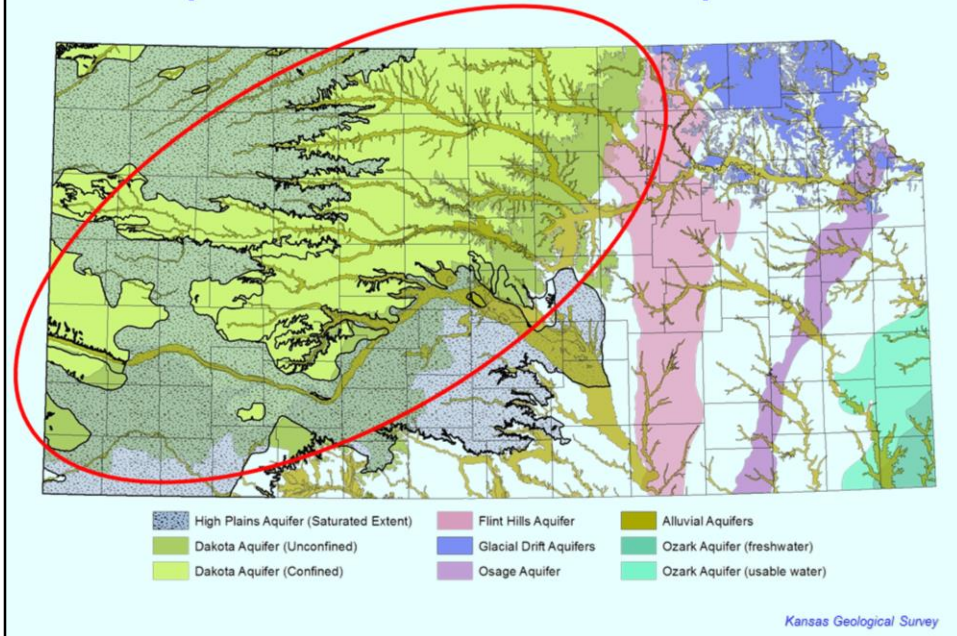 High Plains Aquifer (Saturated Extent)
Dakota Aquifer (Unconfined)
Dakota Aquifer (Confined)
Flint Hills Aquifer
Glacial Drift Aquifers
Osage Aquifer
Alluvial Aquifers
Ozark Aquifer (freshwater)
Ozark Aquifer (usable water)
Kansas Geological Survey